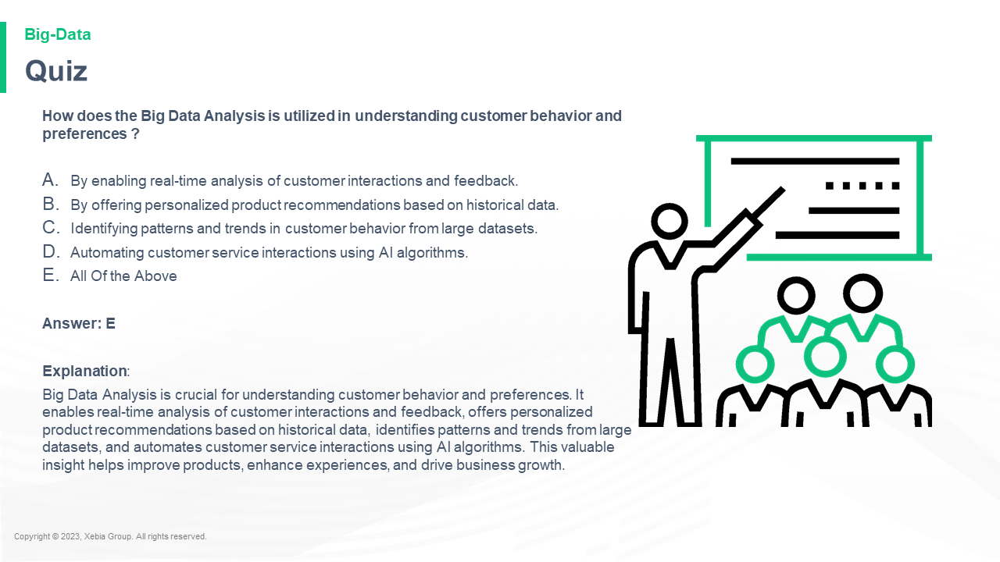 Big-Data
Quiz
How does the Big Data Analysis is utilized in understanding customer behavior and
preferences ?
A. By enabling real-time analysis of customer interactions and feedback.
B. By offering personalized product recommendations based on historical data.
C. Identifying patterns and trends in customer behavior from large datasets.
D. Automating customer service interactions using AI algorithms.
E. All Of the Above
Answer: E
Explanation:
Big Data Analysis is crucial for understanding customer behavior and preferences. It
enables real-time analysis of customer interactions and feedback, offers personalized
product recommendations based on historical data, identifies patterns and trends from large
datasets, and automates customer service interactions using AI algorithms. This valuable
insight helps improve products, enhance experiences, and drive business growth.
Copyright © 2023, Xebia Group. All rights reserved.